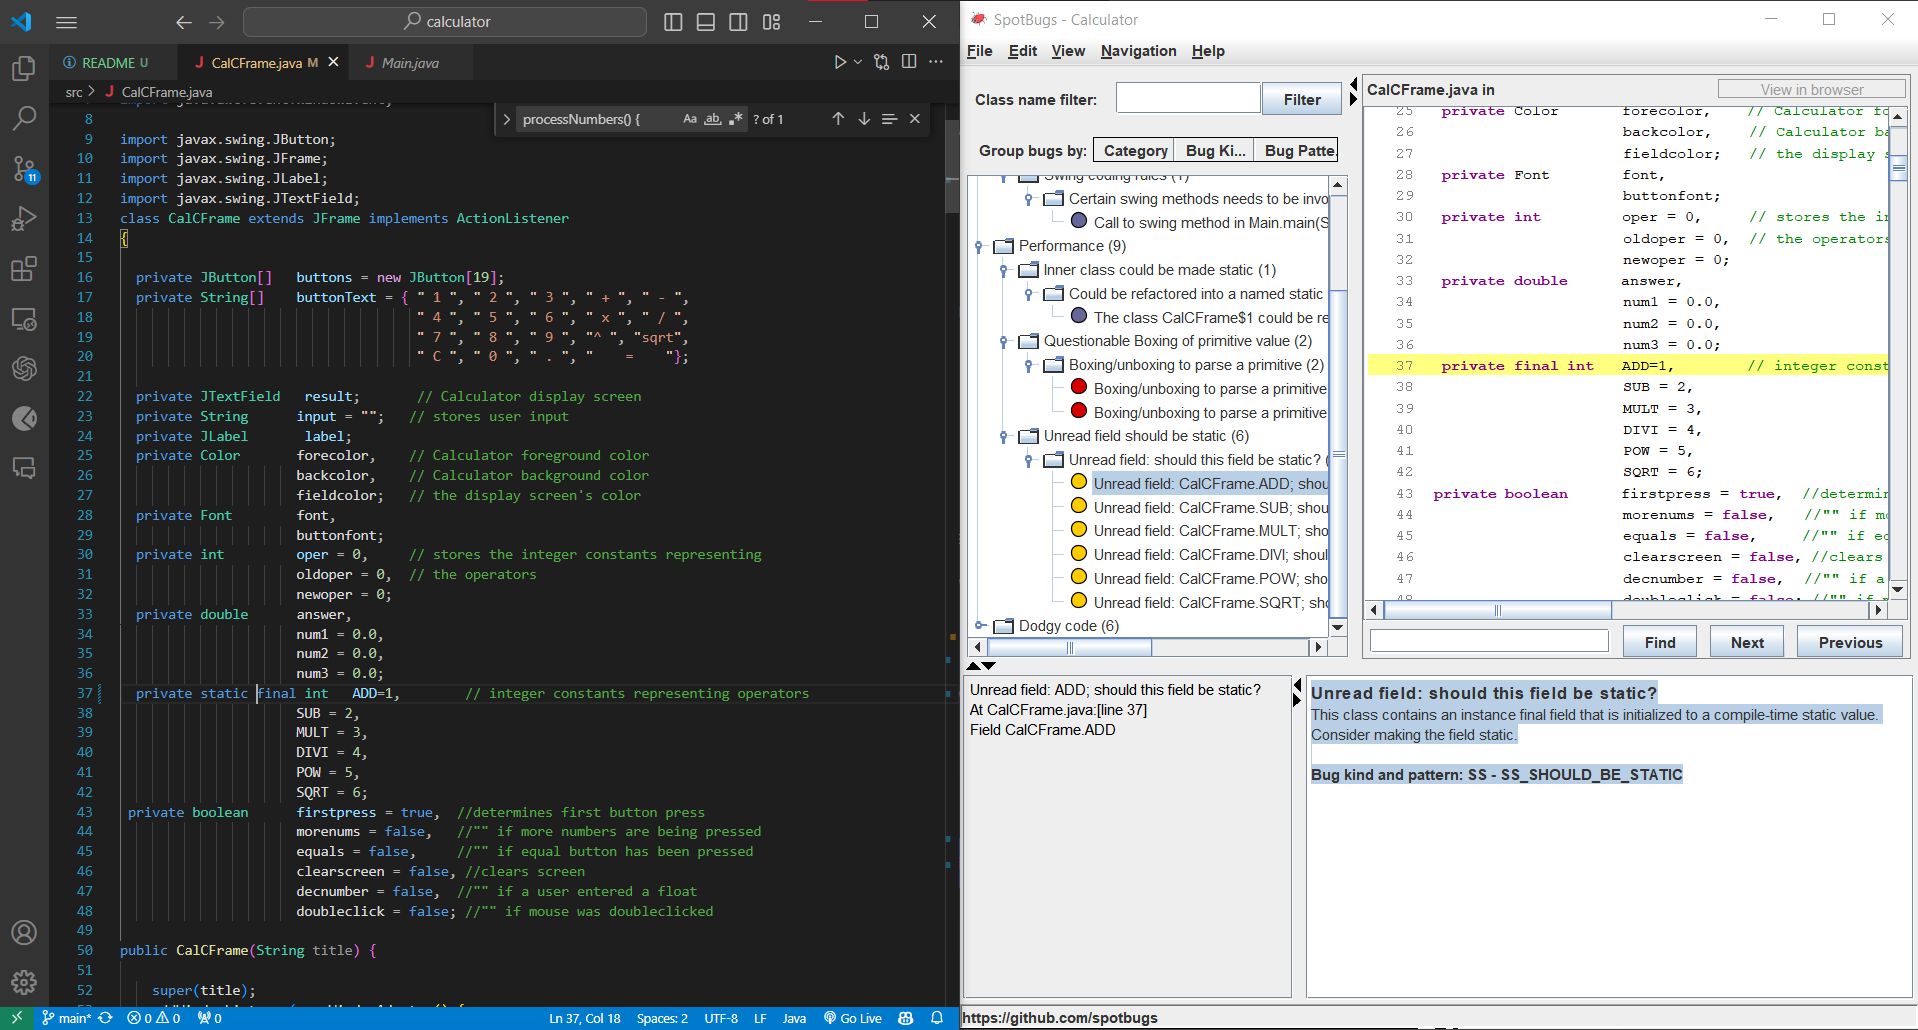 calculator
README U
CalCFrame.java M
Main.java
src > CalCFrame.java
processNumbers() {
Aa ab .* ? of 1
8
9 import javax.swing.JButton;
10 import javax.swing.JFrame;
11 import javax.swing.JLabel;
12 import javax.swing.JTextField;
13 class CalCFrame extends JFrame implements ActionListener
14 {
15
16 private JButton[] buttons = new JButton[19];
17 private String[] buttonText = { " 1 ", " 2 ", " 3 ", " + ", " - ",
18 " 4 ", " 5 ", " 6 ", " x ", " / ",
19 " 7 ", " 8 ", " 9 ", "^ ", "sqrt",
20 " C ", " 0 ", " . ", "    =    "};
21
22 private JTextField result; // Calculator display screen
23 private String input = ""; // stores user input
24 private JLabel label;
25 private Color forecolor, // Calculator foreground color
26 backcolor, // Calculator background color
27 fieldcolor; // the display screen's color
28 private Font font,
29 buttonfont;
30 private int oper = 0, // stores the integer constants representing
31 oldoper = 0, // the operators
32 newoper = 0;
33 private double answer,
34 num1 = 0.0,
35 num2 = 0.0,
36 num3 = 0.0;
37 private static final int ADD=1, // integer constants representing operators
38 SUB = 2,
39 MULT = 3,
40 DIVI = 4,
41 POW = 5,
42 SQRT = 6;
43 private boolean firstpress = true, //determines first button press
44 morenums = false, //"" if more numbers are being pressed
45 equals = false, //"" if equal button has been pressed
46 clearscreen = false, //clears screen
47 decnumber = false, //"" if a user entered a float
48 doubleclick = false; //"" if mouse was doubleclicked
49
50 public CalCFrame(String title) {
51
52 super(title);
11
main* 0 0 0
Ln 37, Col 18 Spaces: 2 UTF-8 LF Java Go Live
SpotBugs - Calculator
File Edit View Navigation Help
Class name filter: Filter
Group bugs by: Category Bug Ki... Bug Patte.
Swing coding rules (1)
Certain swing methods needs to be invo
Call to swing method in Main.main(S
Performance (9)
Inner class could be made static (1)
Could be refactored into a named static
The class CalCFrame$1 could be re
Questionable Boxing of primitive value (2)
Boxing/unboxing to parse a primitive (2)
Boxing/unboxing to parse a primitive
Boxing/unboxing to parse a primitive
Unread field should be static (6)
Unread field: should this field be static? (
Unread field: CalCFrame.ADD; shou
Unread field: CalCFrame.SUB; shoul
Unread field: CalCFrame.MULT; sho
Unread field: CalCFrame.DIVI; shoul
Unread field: CalCFrame.POW; sho
Unread field: CalCFrame.SQRT; sho
Dodgy code (6)
CalCFrame.java in View in browser
25 private Color forecolor, // Calculator fo
26 backcolor, // Calculator ba
27 fieldcolor; // the display s
28 private Font font,
29 buttonfont;
30 private int oper = 0, // stores the in
31 oldoper = 0, // the operators
32 newoper = 0;
33 private double answer,
34 num1 = 0.0,
35 num2 = 0.0,
36 num3 = 0.0;
37 private final int ADD=1, // integer const
38 SUB = 2,
39 MULT = 3,
40 DIVI = 4,
41 POW = 5,
42 SQRT = 6;
43 private boolean firstpress = true, //determin
44 morenums = false, //"" if mo
45 equals = false, //"" if eq
46 clearscreen = false, //clears
47 decnumber = false, //"" if a
48 doubleclick = false; //"" if m
Find Next Previous
Unread field: ADD; should this field be static?
At CalCFrame.java:[line 37]
Field CalCFrame.ADD
Unread field: should this field be static?
This class contains an instance final field that is initialized to a compile-time static value.
Consider making the field static.
Bug kind and pattern: SS - SS_SHOULD_BE_STATIC
https://github.com/spotbugs